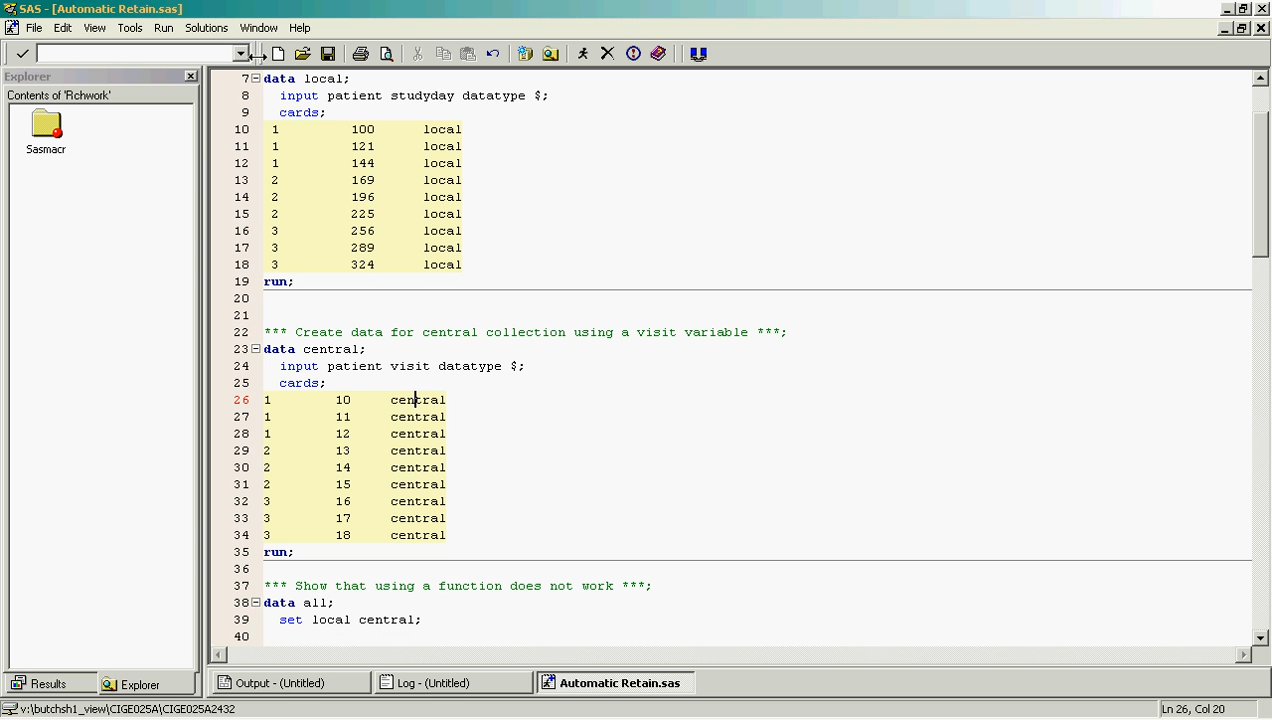 SAS - [Automatic Retain.sas]
File Edit View Tools Run Solutions Window Help
Explorer
Contents of 'Rchwork'
Sasmacr
7 data local;
8 input patient studyday datatype $;
9 cards;
10 1 100 local
11 1 121 local
12 1 144 local
13 2 169 local
14 2 196 local
15 2 225 local
16 3 256 local
17 3 289 local
18 3 324 local
19 run;
20
21
22 *** Create data for central collection using a visit variable ***;
23 data central;
24 input patient visit datatype $;
25 cards;
26 1 10 central
27 1 11 central
28 1 12 central
29 2 13 central
30 2 14 central
31 2 15 central
32 3 16 central
33 3 17 central
34 3 18 central
35 run;
36
37 *** Show that using a function does not work ***;
38 data all;
39 set local central;
40
Results Explorer Output - (Untitled) Log - (Untitled) Automatic Retain.sas
v:\butchsh1_view\CIGE025A\CIGE025A2432 Ln 26, Col 20